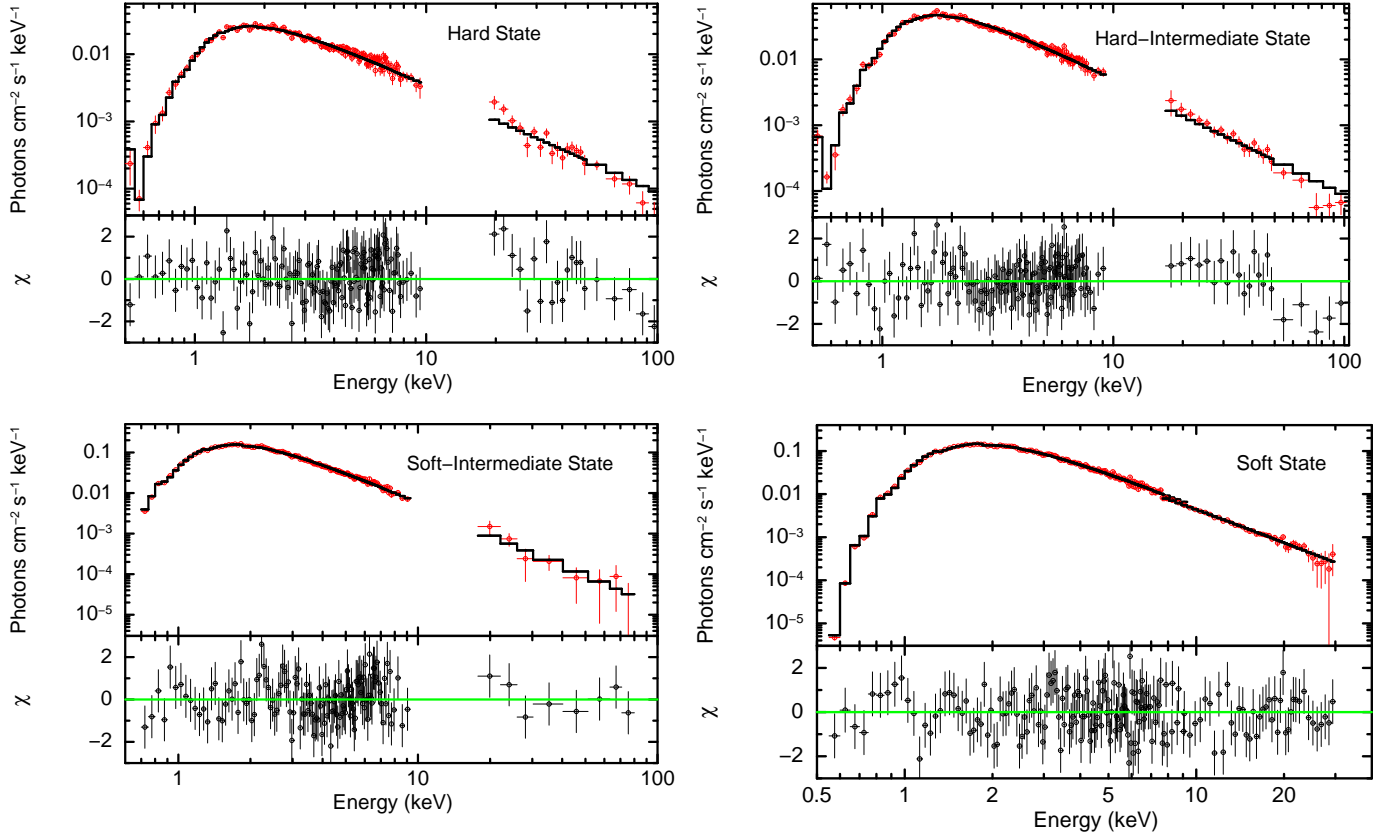 Hard State
Photons cm⁻² s⁻¹ keV⁻¹
0.01
10⁻³
10⁻⁴
χ
2
0
−2
1
10
100
Energy (keV)
Hard−Intermediate State
Photons cm⁻² s⁻¹ keV⁻¹
0.01
10⁻³
10⁻⁴
χ
2
0
−2
1
10
100
Energy (keV)
Soft−Intermediate State
Photons cm⁻² s⁻¹ keV⁻¹
0.1
0.01
10⁻³
10⁻⁴
10⁻⁵
χ
2
0
−2
1
10
100
Energy (keV)
Soft State
Photons cm⁻² s⁻¹ keV⁻¹
0.1
0.01
10⁻³
10⁻⁴
10⁻⁵
χ
2
0
−2
0.5
1
2
5
10
20
Energy (keV)